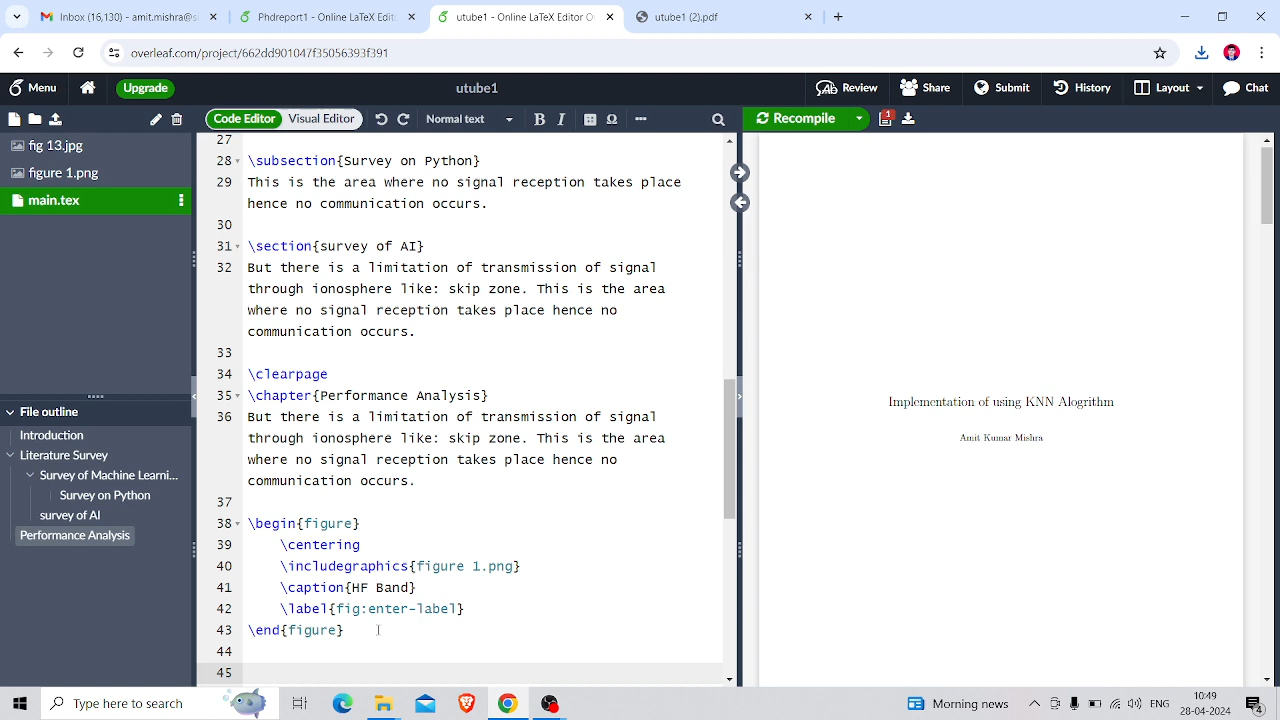 Inbox (16,130) - amit.mishra@s
Phdreport1 - Online LaTeX Edito
utube1 - Online LaTeX Editor O
utube1 (2).pdf
overleaf.com/project/662dd901047f35056393f391
Menu
Upgrade
utube1
Review
Share
Submit
History
Layout
Chat
Code Editor
Visual Editor
Normal text
B
I
Ω
Recompile
1
fig 13.jpg
figure 1.png
main.tex
File outline
Introduction
Literature Survey
Survey of Machine Learni...
Survey on Python
survey of AI
Performance Analysis
27
28 \subsection{Survey on Python}
29 This is the area where no signal reception takes place
hence no communication occurs.
30
31 \section{survey of AI}
32 But there is a limitation of transmission of signal
through ionosphere like: skip zone. This is the area
where no signal reception takes place hence no
communication occurs.
33
34 \clearpage
35 \chapter{Performance Analysis}
36 But there is a limitation of transmission of signal
through ionosphere like: skip zone. This is the area
where no signal reception takes place hence no
communication occurs.
37
38 \begin{figure}
39 \centering
40 \includegraphics{figure 1.png}
41 \caption{HF Band}
42 \label{fig:enter-label}
43 \end{figure}
44
45
Implementation of using KNN Alogrithm
Amit Kumar Mishra
Type here to search
Morning news
ENG
10:49
28-04-2024
4